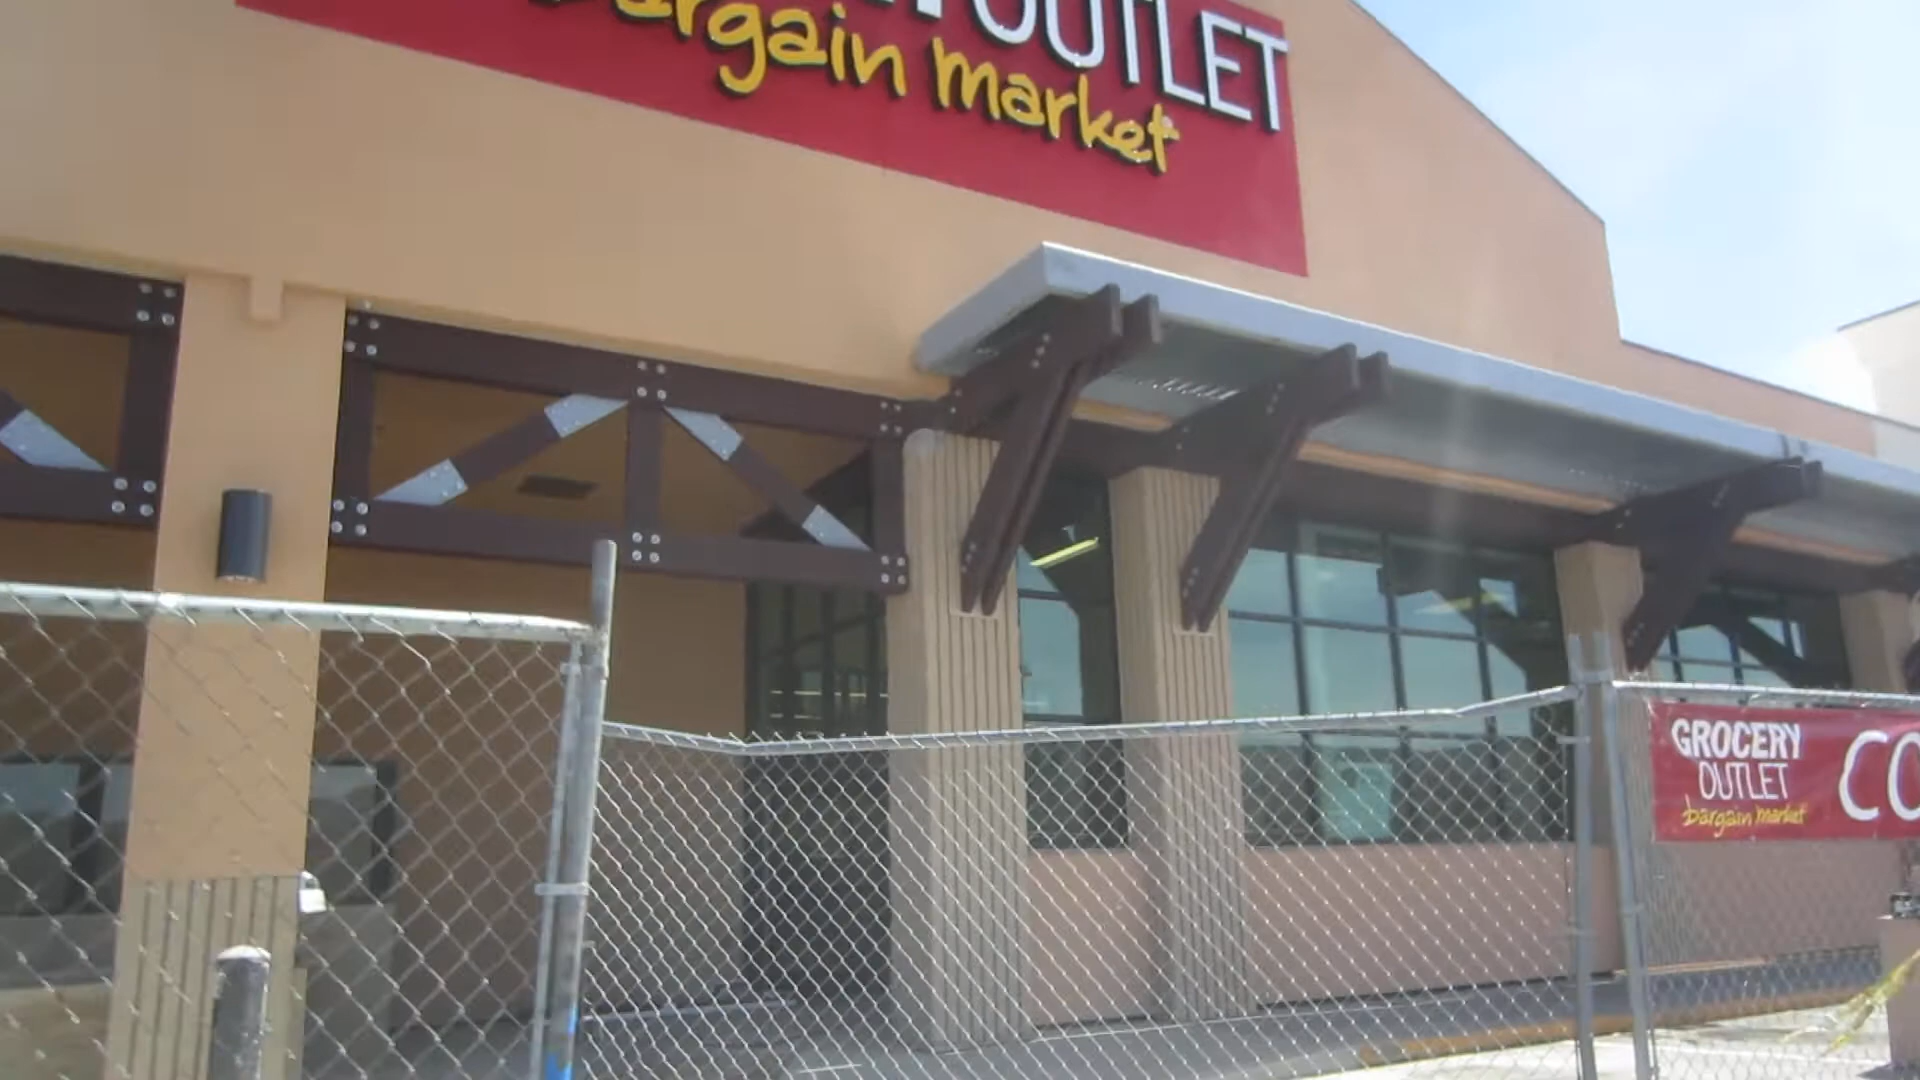 OUTLET
bargain market
GROCERY
OUTLET
bargain market
CO